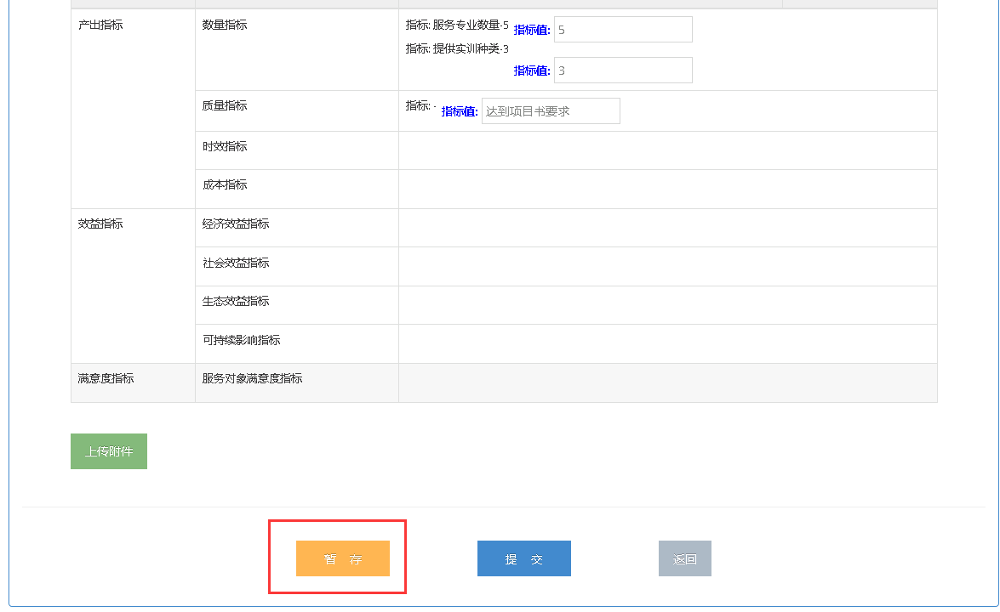 产出指标
数量指标
指标: 服务专业数量-5 指标值: 5
指标: 提供实训种类-3
指标值: 3
质量指标
指标: - 指标值: 达到项目书要求
时效指标
成本指标
效益指标
经济效益指标
社会效益指标
生态效益指标
可持续影响指标
满意度指标
服务对象满意度指标
上传附件
暂 存
提 交
返回